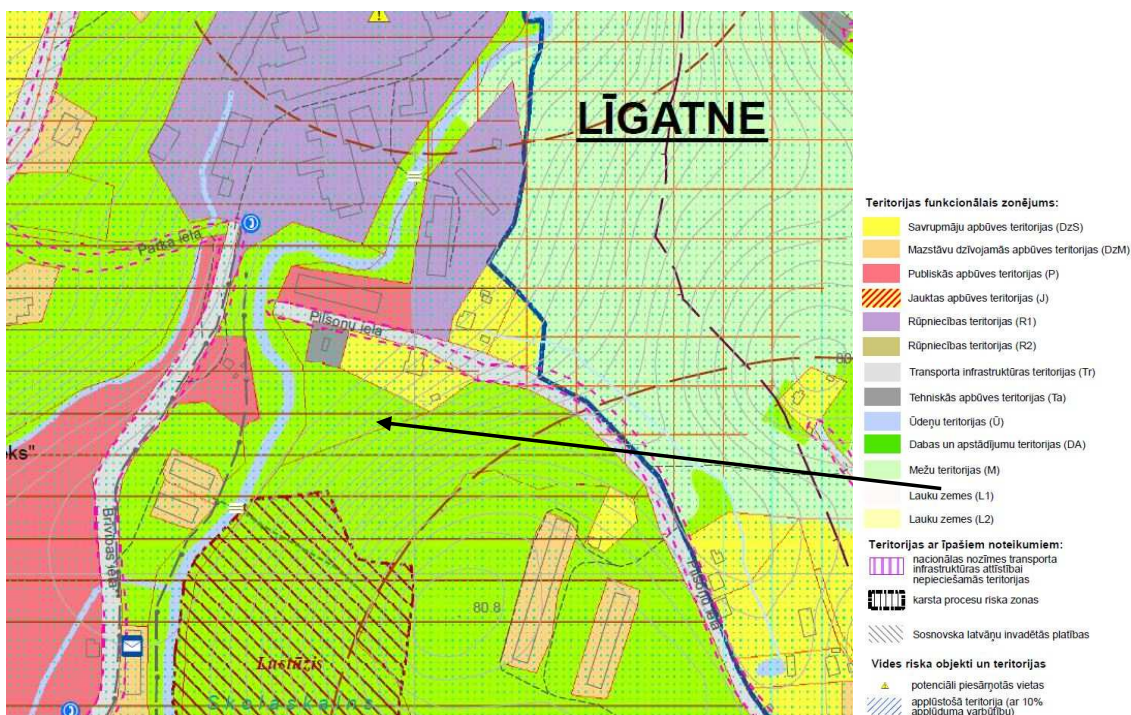 LĪGATNE
Parka iela
Pilsoņu iela
oks"
Brīvības iela
80.8
80
Pilsoņu iela
Lustūzis
Skolaskalns
Teritorijas funkcionālais zonējums:
Savrupmāju apbūves teritorijas (DzS)
Mazstāvu dzīvojamās apbūves teritorijas (DzM)
Publiskās apbūves teritorijas (P)
Jauktas apbūves teritorijas (J)
Rūpniecības teritorijas (R1)
Rūpniecības teritorijas (R2)
Transporta infrastruktūras teritorijas (Tr)
Tehniskās apbūves teritorijas (Ta)
Ūdeņu teritorijas (Ū)
Dabas un apstādījumu teritorijas (DA)
Mežu teritorijas (M)
Lauku zemes (L1)
Lauku zemes (L2)
Teritorijas ar īpašiem noteikumiem:
nacionālas nozīmes transporta
infrastruktūras attīstībai
nepieciešamās teritorijas
karsta procesu riska zonas
Sosnovska latvāņu invadētās platības
Vides riska objekti un teritorijas
potenciāli piesārņotās vietas
applūstošā teritorija (ar 10%
applūduma varbūtību)